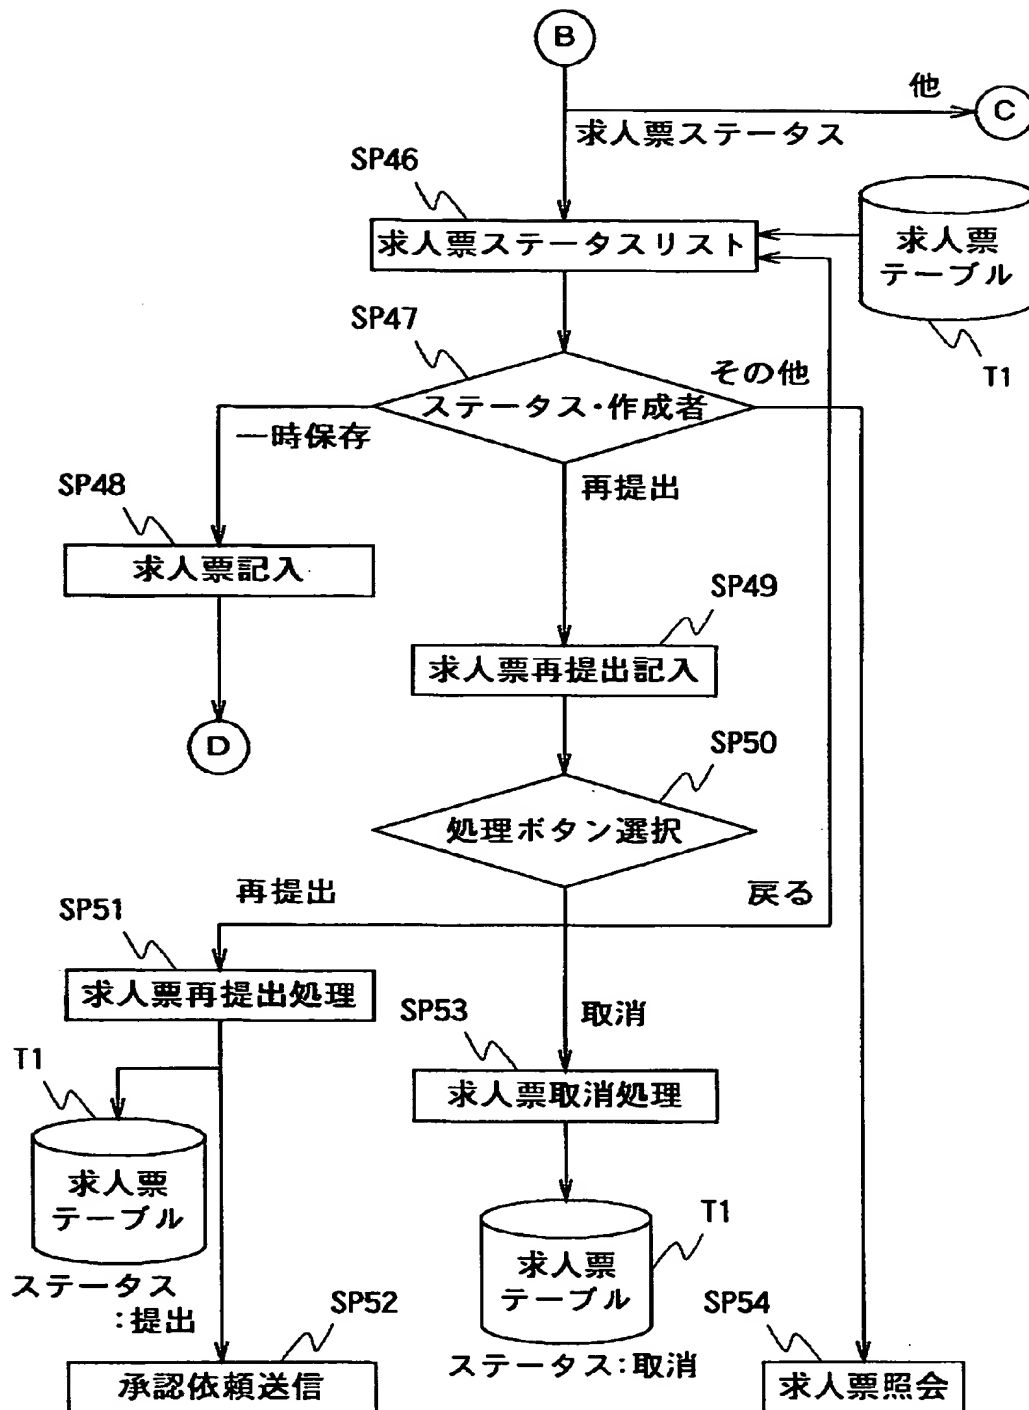 B
他
C
求人票ステータス
SP46
求人票ステータスリスト
求人票
テーブル
T1
SP47
その他
ステータス・作成者
一時保存
再提出
SP48
求人票記入
SP49
求人票再提出記入
D
SP50
処理ボタン選択
再提出
戻る
SP51
求人票再提出処理
取消
SP53
求人票取消処理
T1
求人票
テーブル
ステータス
:提出
T1
求人票
テーブル
ステータス:取消
SP52
承認依頼送信
SP54
求人票照会